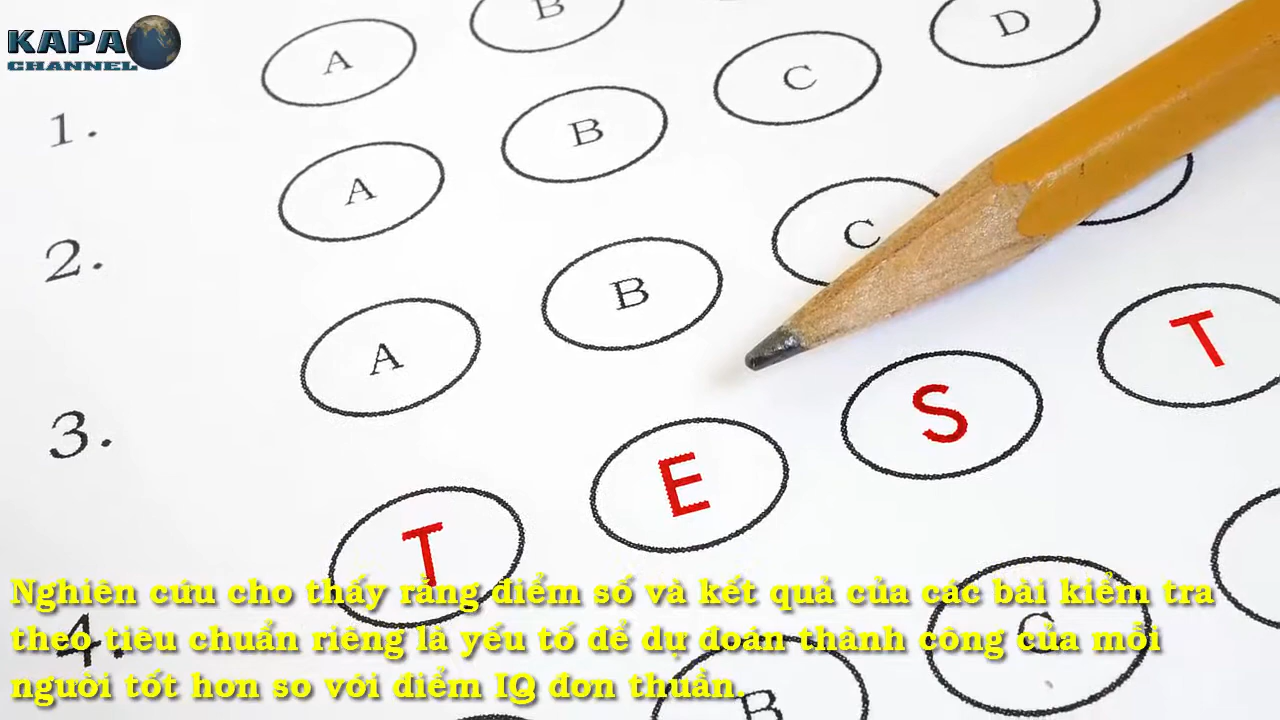 KAPA
CHANNEL
B
A
D
C
1.
B
A
C
2.
B
A
T
S
3.
E
T
C
4.
B
Nghiên cứu cho thấy rằng điểm số và kết quả của các bài kiểm tra
theo tiêu chuẩn riêng là yếu tố để dự đoán thành công của mỗi
người tốt hơn so với điểm IQ đơn thuần.